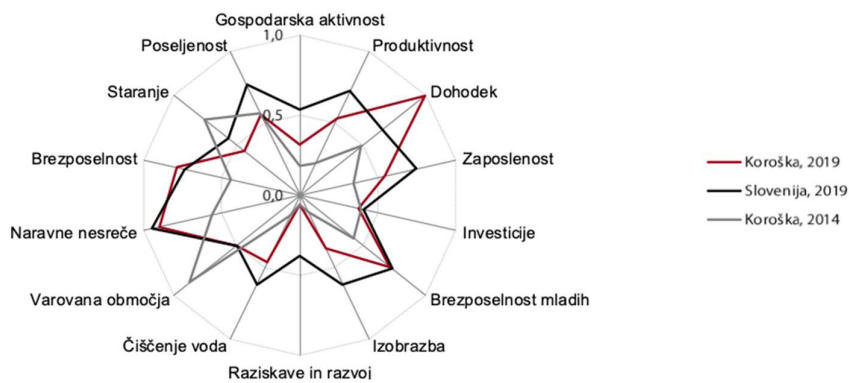 Gospodarska aktivnost
1,0
Poseljenost
Produktivnost
Staranje
Dohodek
0,5
Brezposelnost
Zaposlenost
Koroška, 2019
Slovenija, 2019
0,0
Koroška, 2014
Naravne nesreče
Investicije
Varovana območja
Brezposelnost mladih
Čiščenje voda
Izobrazba
Raziskave in razvoj